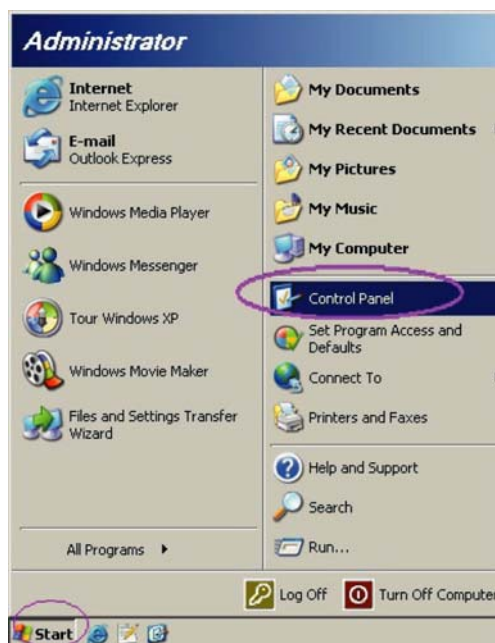 Administrator
Internet
Internet Explorer
E-mail
Outlook Express
Windows Media Player
Windows Messenger
Tour Windows XP
Windows Movie Maker
Files and Settings Transfer
Wizard
All Programs
My Documents
My Recent Documents
My Pictures
My Music
My Computer
Control Panel
Set Program Access and
Defaults
Connect To
Printers and Faxes
Help and Support
Search
Run...
Log Off
Turn Off Computer
Start